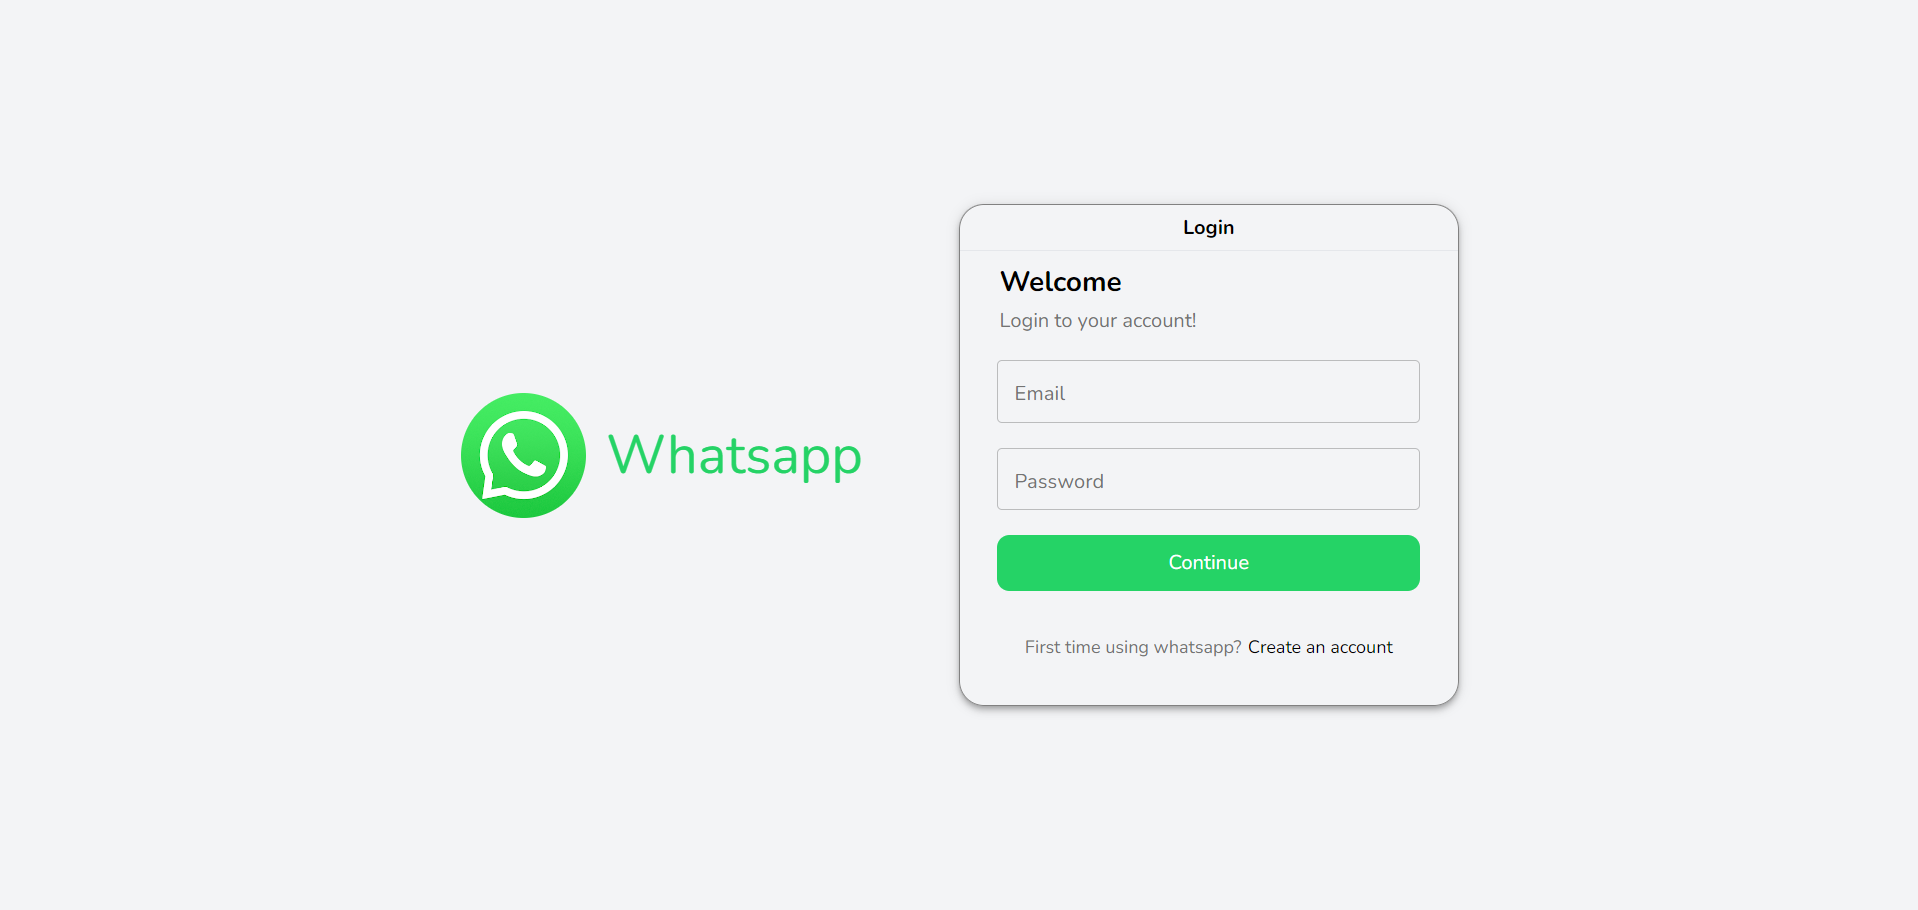 Whatsapp
Login
Welcome
Login to your account!
Email
Password
Continue
First time using whatsapp? Create an account